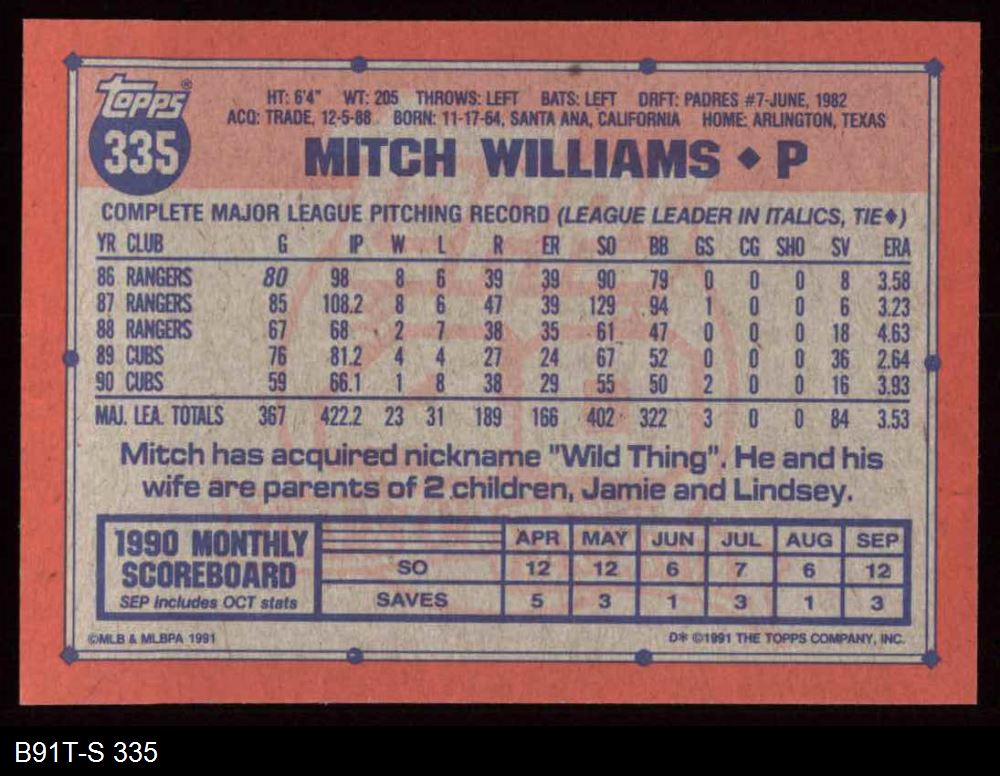 topps®
335
HT: 6'4" WT: 205 THROWS: LEFT BATS: LEFT DRFT: PADRES #7-JUNE, 1982
ACQ: TRADE, 12-5-88 BORN: 11-17-64, SANTA ANA, CALIFORNIA HOME: ARLINGTON, TEXAS
MITCH WILLIAMS ♦ P
COMPLETE MAJOR LEAGUE PITCHING RECORD (LEAGUE LEADER IN ITALICS, TIE♦)
YR CLUB G IP W L R ER SO BB GS CG SHO SV ERA
86 RANGERS 80 98 8 6 39 39 90 79 0 0 0 8 3.58
87 RANGERS 85 108.2 8 6 47 39 129 94 1 0 0 6 3.23
88 RANGERS 67 68 2 7 38 35 61 47 0 0 0 18 4.63
89 CUBS 76 81.2 4 4 27 24 67 52 0 0 0 36 2.64
90 CUBS 59 66.1 1 8 38 29 55 50 2 0 0 16 3.93
MAJ. LEA. TOTALS 367 422.2 23 31 189 166 402 322 3 0 0 84 3.53
Mitch has acquired nickname "Wild Thing". He and his
wife are parents of 2 children, Jamie and Lindsey.
1990 MONTHLY
SCOREBOARD
SEP includes OCT stats
APR MAY JUN JUL AUG SEP
SO 12 12 6 7 6 12
SAVES 5 3 1 3 1 3
©MLB & MLBPA 1991
D* ©1991 THE TOPPS COMPANY, INC.
B91T-S 335